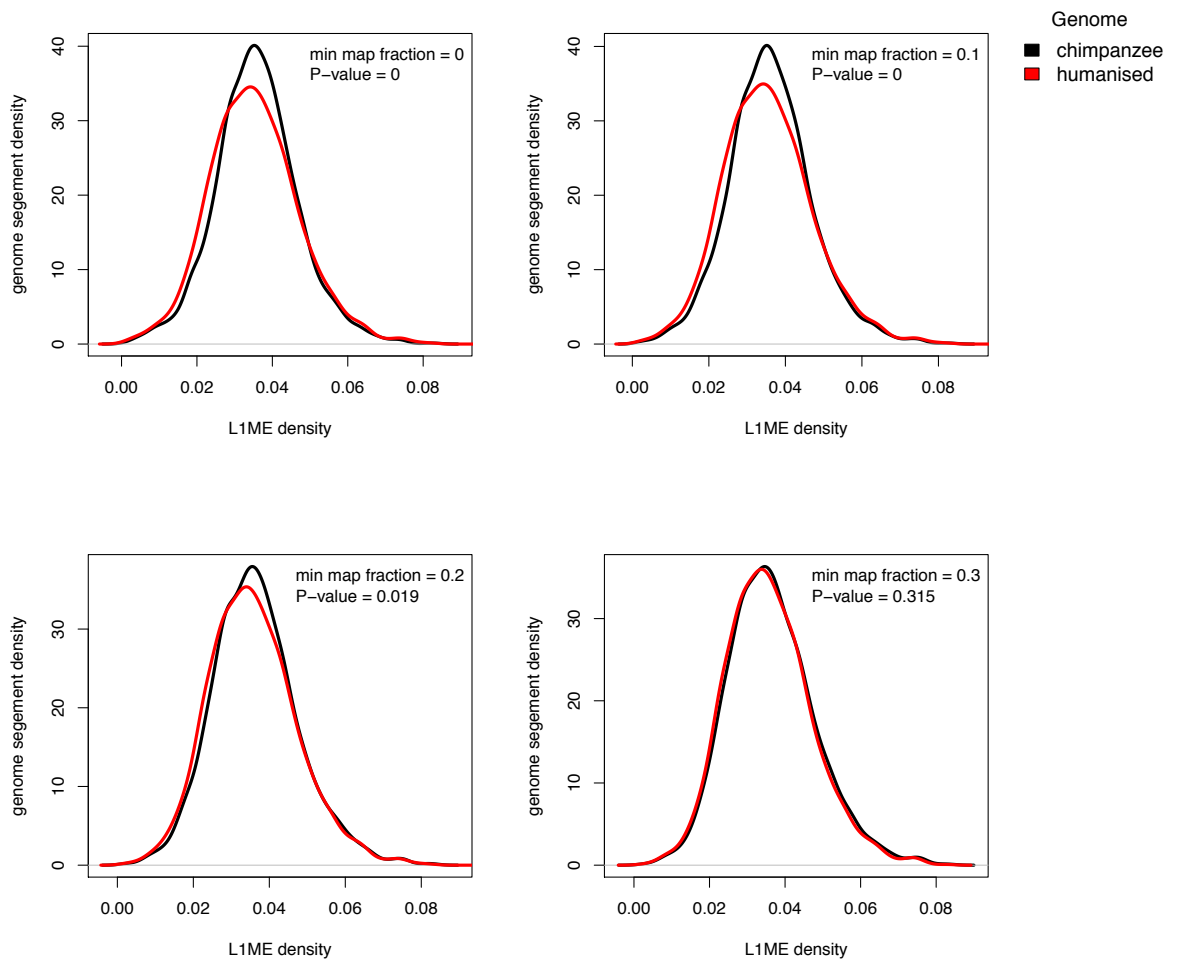 Genome
chimpanzee
humanised
min map fraction = 0
P−value = 0
genome segement density
0 10 20 30 40
0.00 0.02 0.04 0.06 0.08
L1ME density
min map fraction = 0.1
P−value = 0
genome segement density
0 10 20 30 40
0.00 0.02 0.04 0.06 0.08
L1ME density
min map fraction = 0.2
P−value = 0.019
genome segement density
0 10 20 30
0.00 0.02 0.04 0.06 0.08
L1ME density
min map fraction = 0.3
P−value = 0.315
genome segement density
0 10 20 30
0.00 0.02 0.04 0.06 0.08
L1ME density